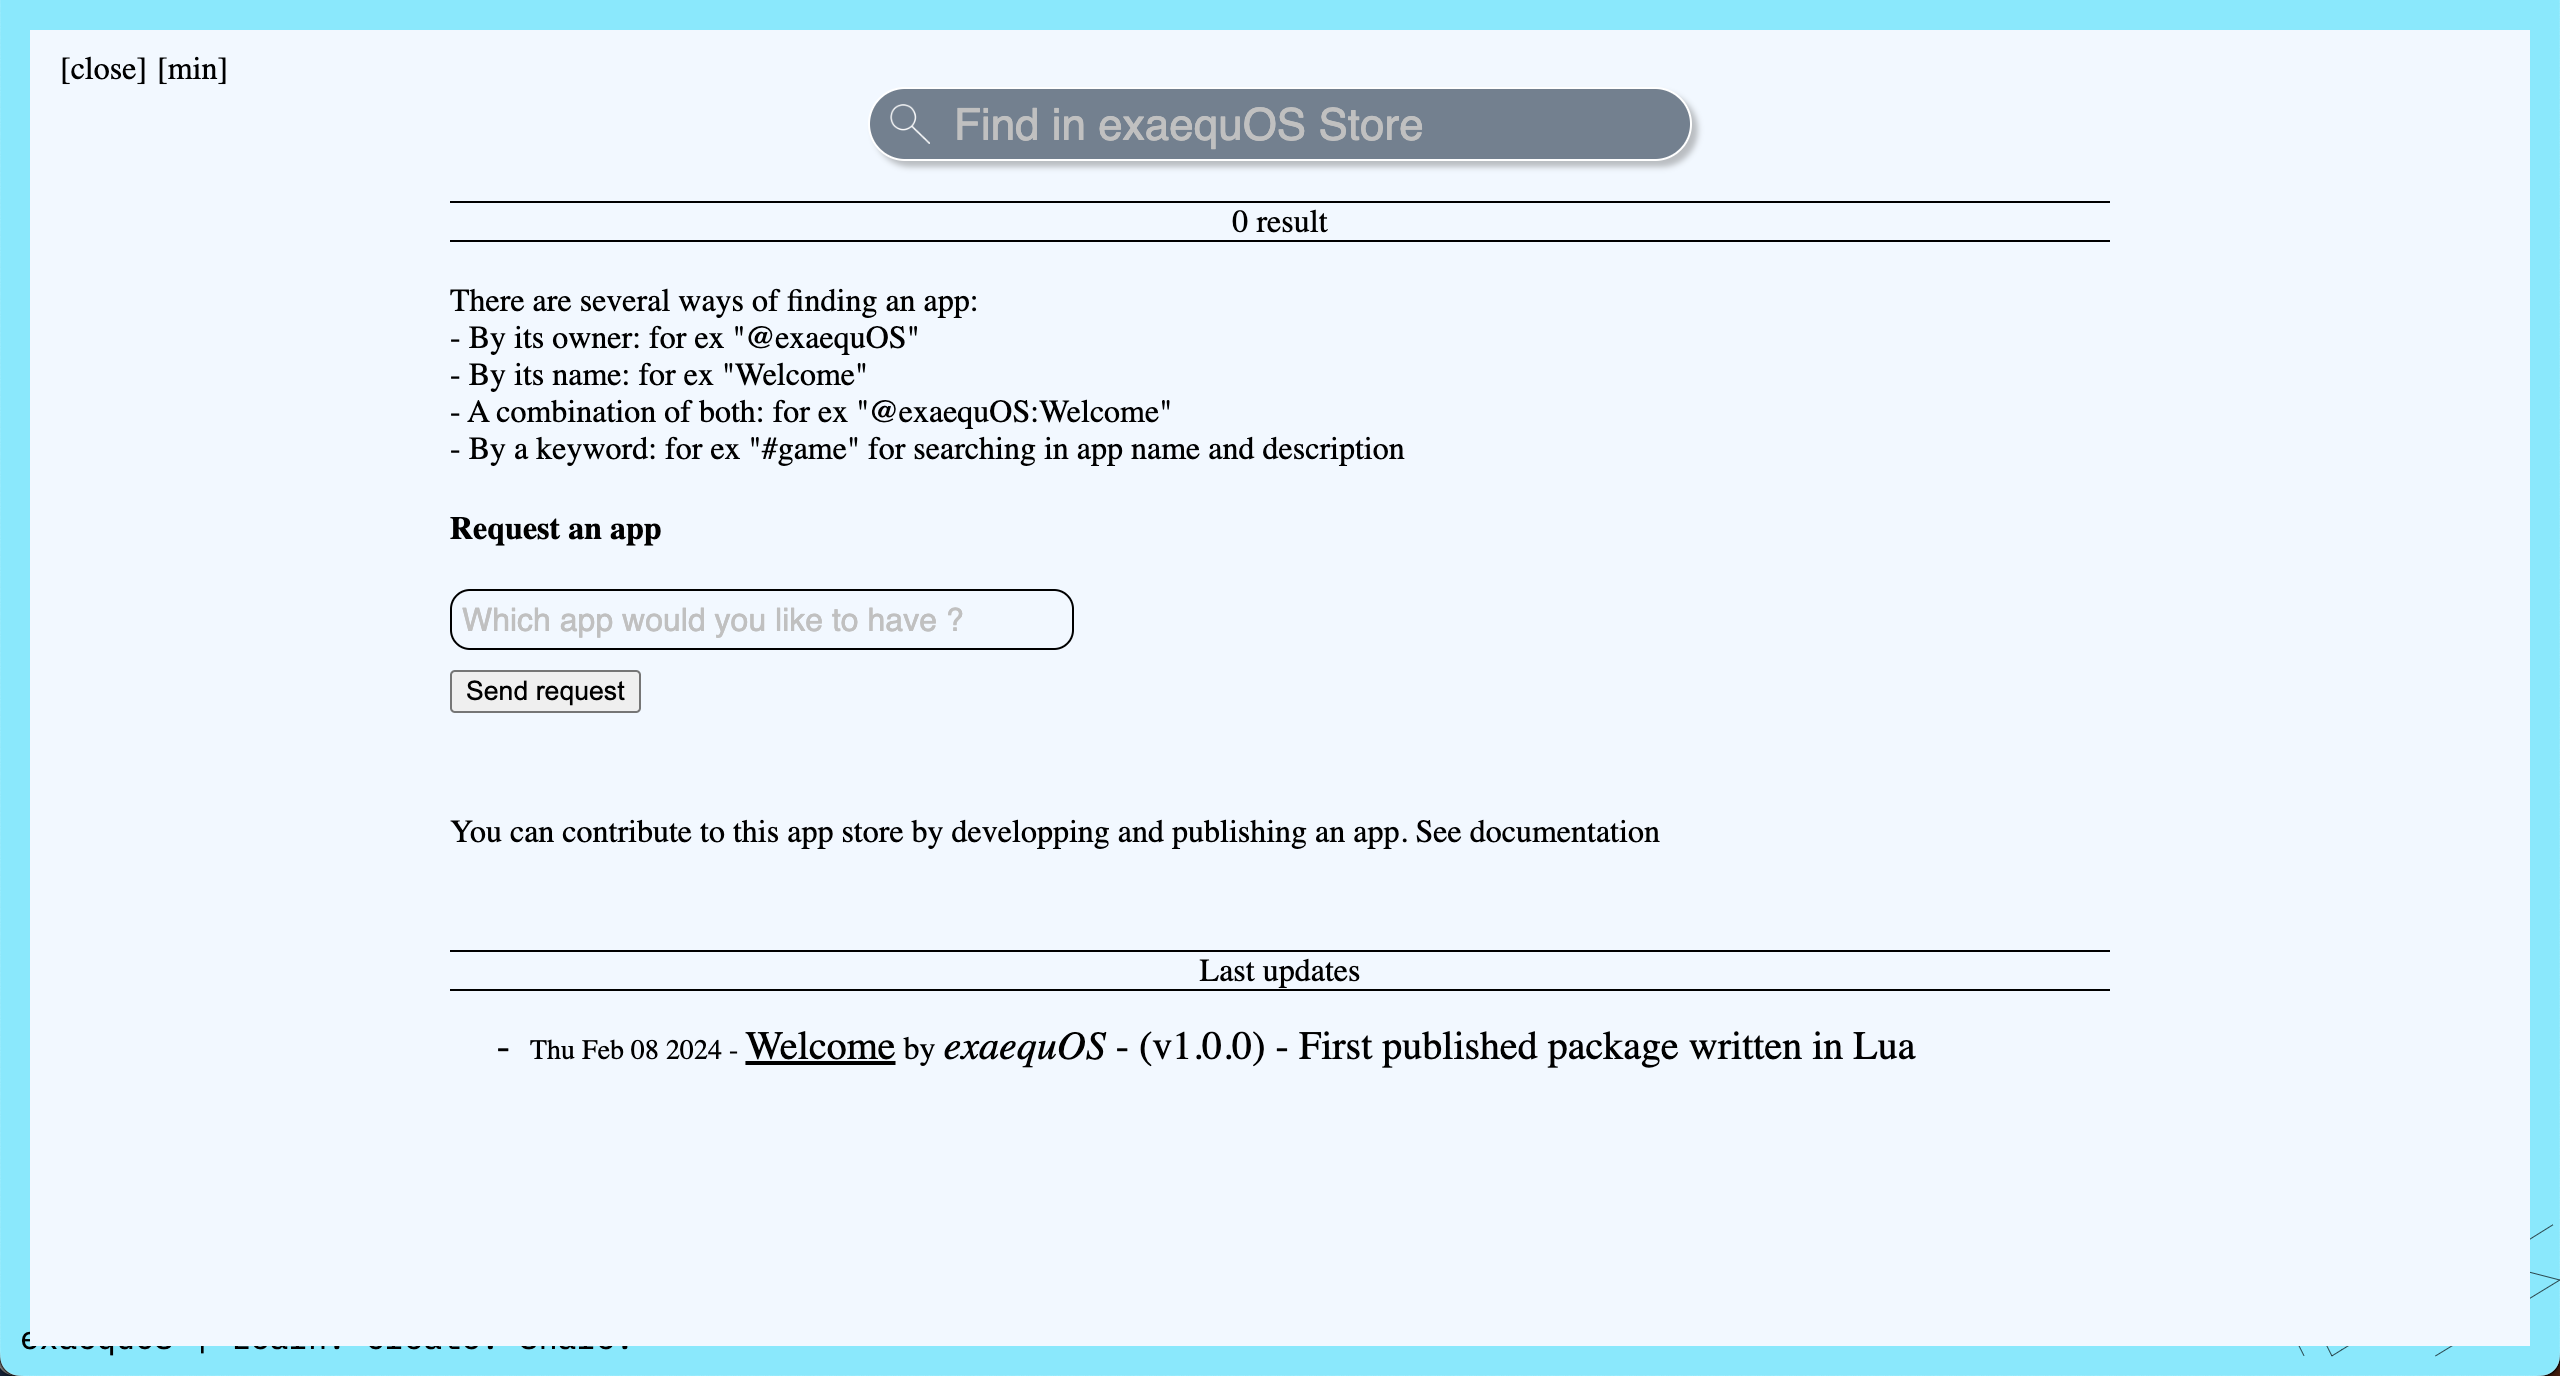 [close] [min]
Find in exaequOS Store
0 result
There are several ways of finding an app:
- By its owner: for ex "@exaequOS"
- By its name: for ex "Welcome"
- A combination of both: for ex "@exaequOS:Welcome"
- By a keyword: for ex "#game" for searching in app name and description
Request an app
Which app would you like to have ?
Send request
You can contribute to this app store by developping and publishing an app. See documentation
Last updates
- Thu Feb 08 2024 - Welcome by exaequOS - (v1.0.0) - First published package written in Lua